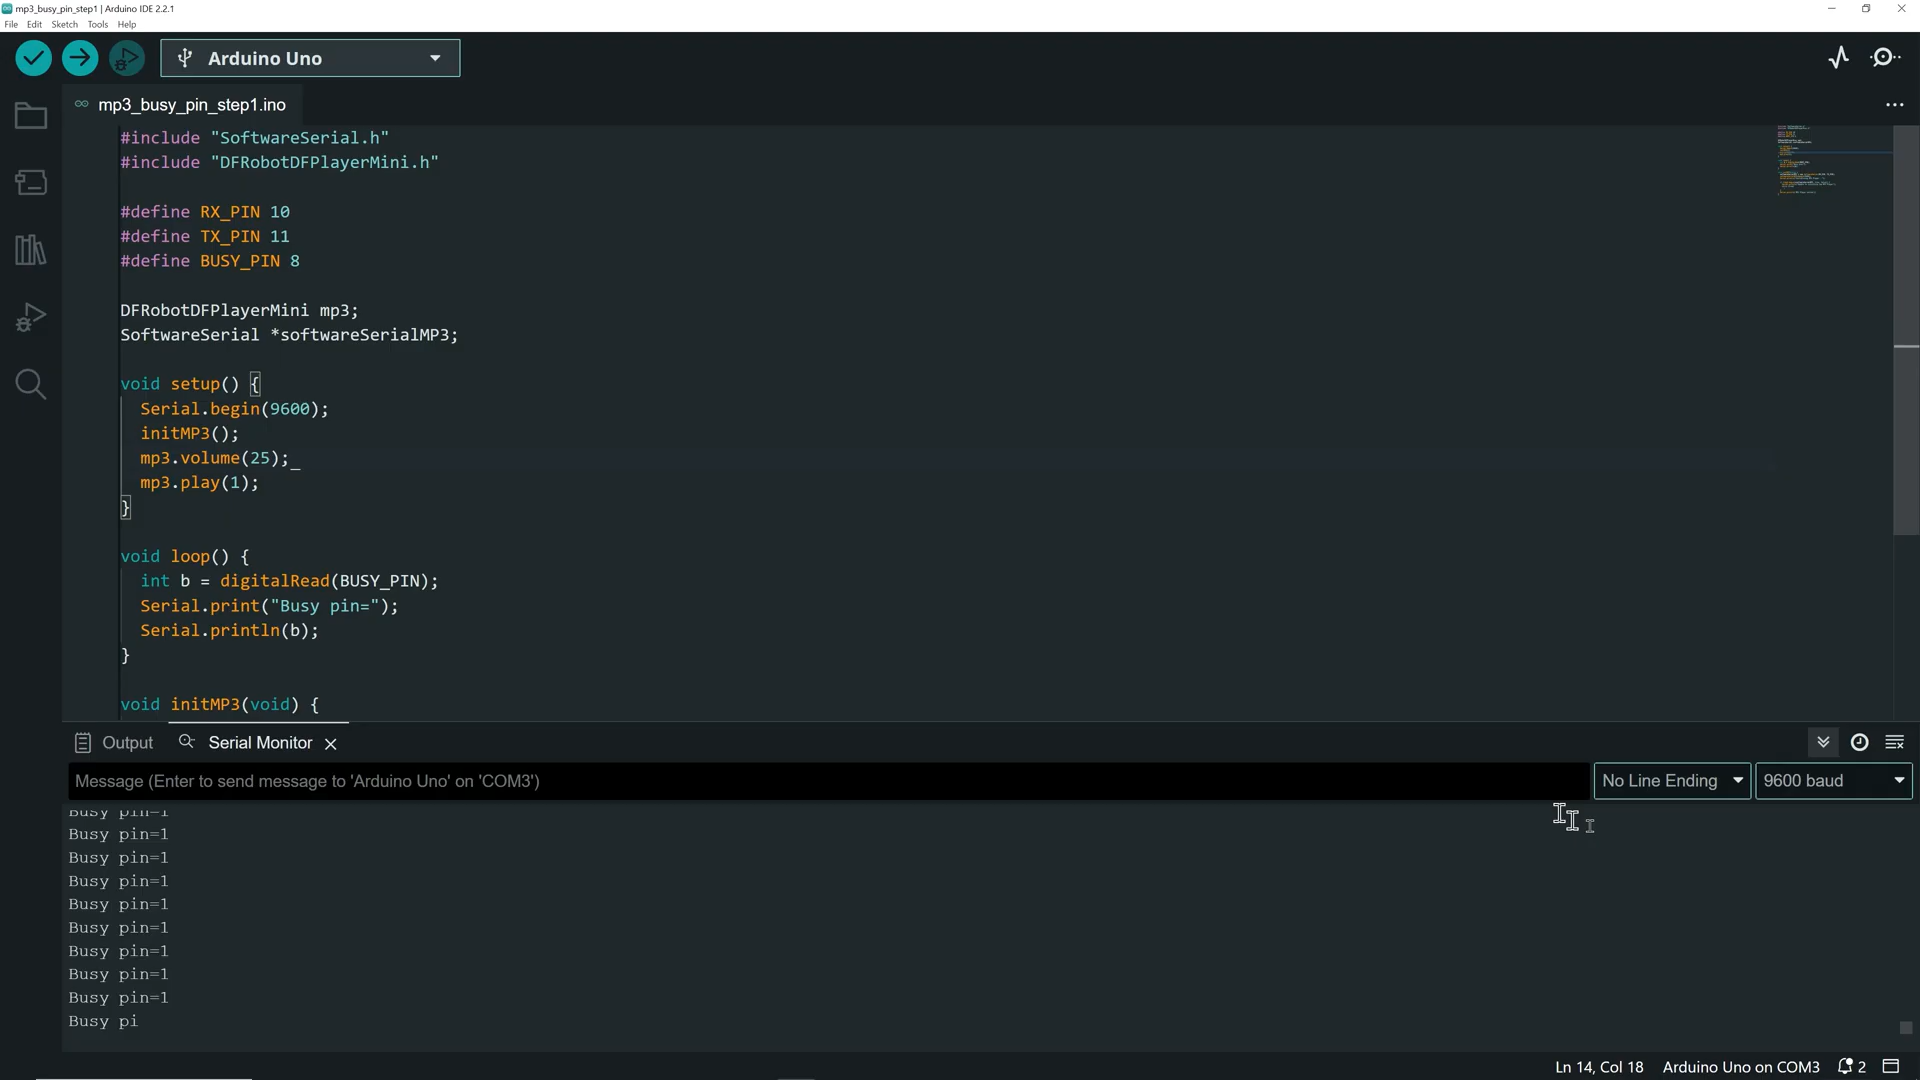 mp3_busy_pin_step1 | Arduino IDE 2.2.1
File Edit Sketch Tools Help
Arduino Uno
mp3_busy_pin_step1.ino
#include "SoftwareSerial.h"
#include "DFRobotDFPlayerMini.h"
#define RX_PIN 10
#define TX_PIN 11
#define BUSY_PIN 8
DFRobotDFPlayerMini mp3;
SoftwareSerial *softwareSerialMP3;
void setup() {
Serial.begin(9600);
initMP3();
mp3.volume(25);_
mp3.play(1);
}
void loop() {
int b = digitalRead(BUSY_PIN);
Serial.print("Busy pin=");
Serial.println(b);
}
void initMP3(void) {
Output Serial Monitor
Message (Enter to send message to 'Arduino Uno' on 'COM3')
No Line Ending 9600 baud
Busy pin=1
Busy pin=1
Busy pin=1
Busy pin=1
Busy pin=1
Busy pin=1
Busy pin=1
Busy pin=1
Busy pin=1
Busy pi
Ln 14, Col 18 Arduino Uno on COM3 2